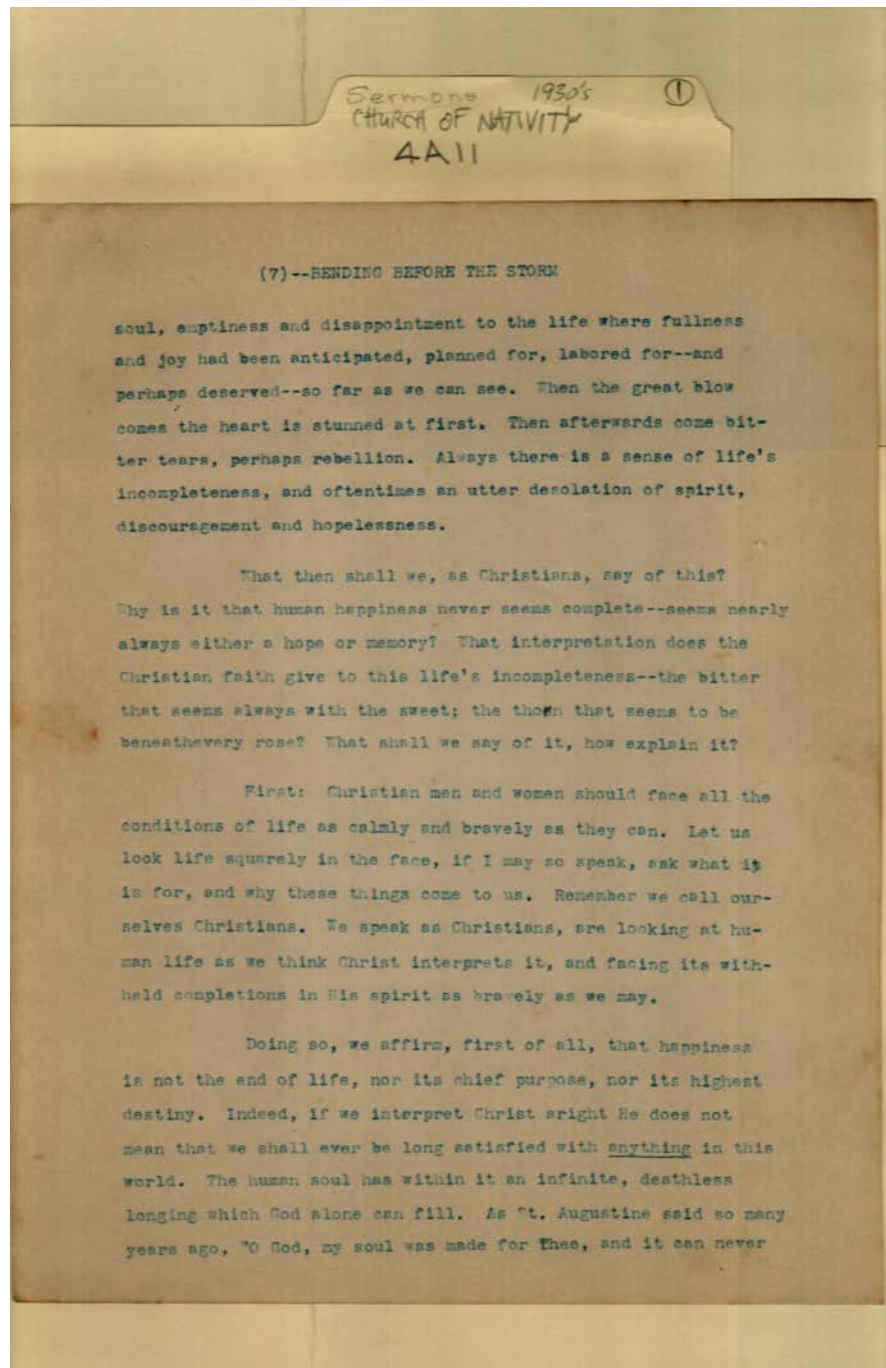 Sermons 1930's ①
CHURCH OF NATIVITY
4A11
(7)--BENDING BEFORE THE STORM
soul, emptiness and disappointment to the life where fullness
and joy had been anticipated, planned for, labored for--and
perhaps deserved--so far as we can see. When the great blow
comes the heart is stunned at first. Then afterwards come bit-
ter tears, perhaps rebellion. Always there is a sense of life's
incompleteness, and oftentimes an utter desolation of spirit,
discouragement and hopelessness.
What then shall we, as Christians, say of this?
Why is it that human happiness never seems complete--seems nearly
always either a hope or memory? What interpretation does the
Christian faith give to this life's incompleteness--the bitter
that seems always with the sweet; the thorn that seems to be
beneathevery rose? What shall we say of it, how explain it?
First: Christian men and women should face all the
conditions of life as calmly and bravely as they can. Let us
look life squarely in the face, if I may so speak, ask what it
is for, and why these things come to us. Remember we call our-
selves Christians. We speak as Christians, are looking at hu-
man life as we think Christ interprets it, and facing its with-
held completions in His spirit as bravely as we may.
Doing so, we affirm, first of all, that happiness
is not the end of life, nor its chief purpose, nor its highest
destiny. Indeed, if we interpret Christ aright He does not
mean that we shall ever be long satisfied with anything in this
world. The human soul has within it an infinite, deathless
longing which God alone can fill. As St. Augustine said so many
years ago, "O God, my soul was made for Thee, and it can never